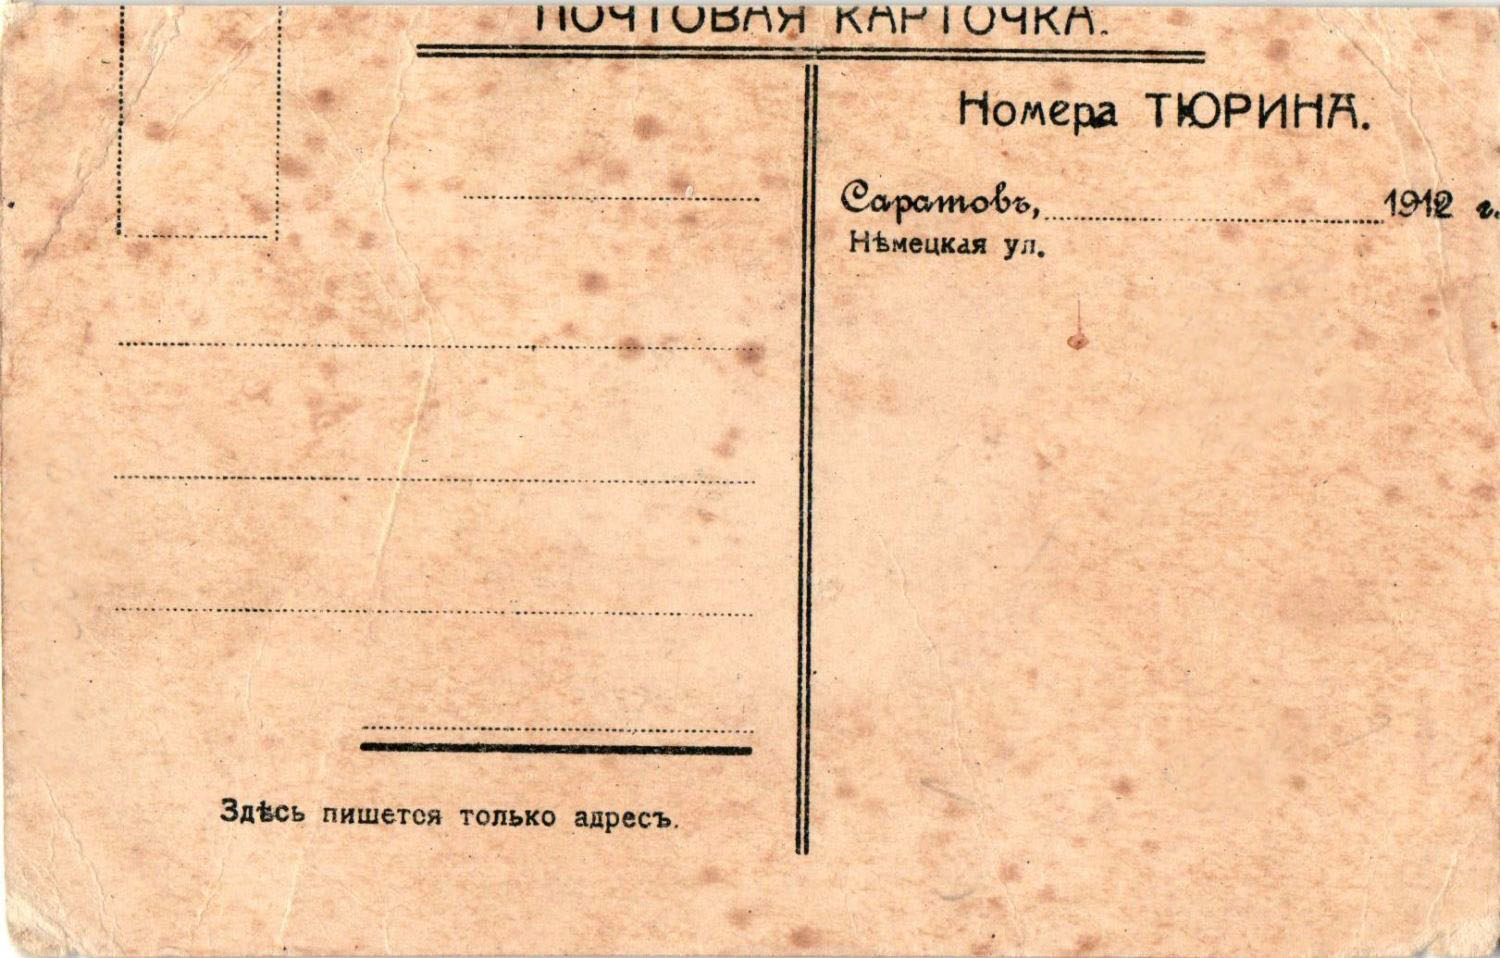 ПОЧТОВАЯ КАРТОЧКА.
Номера ТЮРИНА.
Саратовъ, 1912 г.
Нѣмецкая ул.
Здѣсь пишется только адресъ.